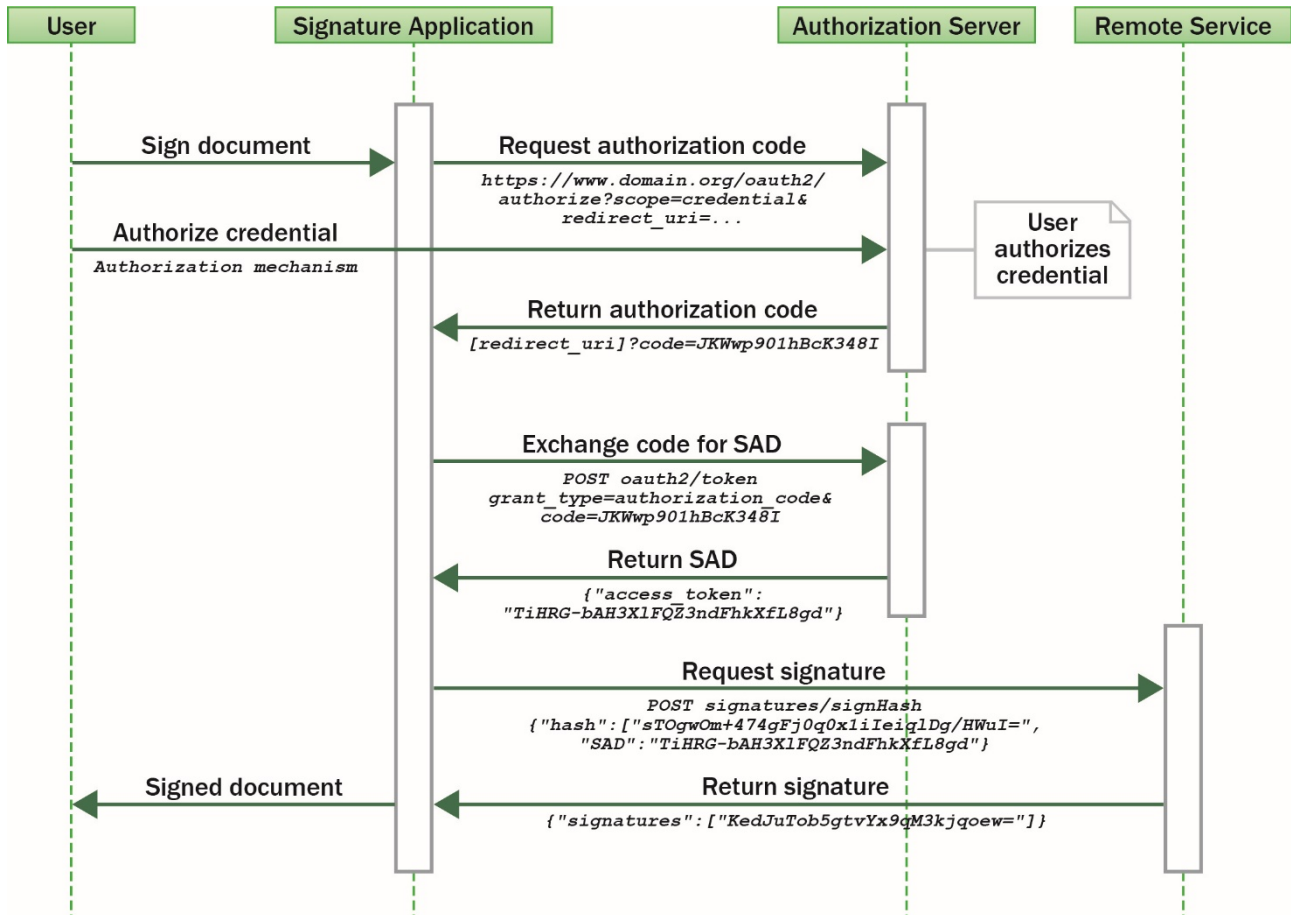 User
Signature Application
Authorization Server
Remote Service
Sign document
Request authorization code
https://www.domain.org/oauth2/
authorize?scope=credential&
redirect_uri=...
Authorize credential
Authorization mechanism
User
authorizes
credential
Return authorization code
[redirect_uri]?code=JKWwp901hBcK348I
Exchange code for SAD
POST oauth2/token
grant_type=authorization_code&
code=JKWwp901hBcK348I
Return SAD
{"access_token":
"TiHRG-bAH3XlFQZ3ndFhkXfL8gd"}
Request signature
POST signatures/signHash
{"hash":["sTOgwOm+474gFj0q0x1iIeiqlDg/HWuI=",
"SAD":"TiHRG-bAH3XlFQZ3ndFhkXfL8gd"}
Signed document
Return signature
{"signatures":["KedJuTob5gtvYx9qM3kjqoew="]}